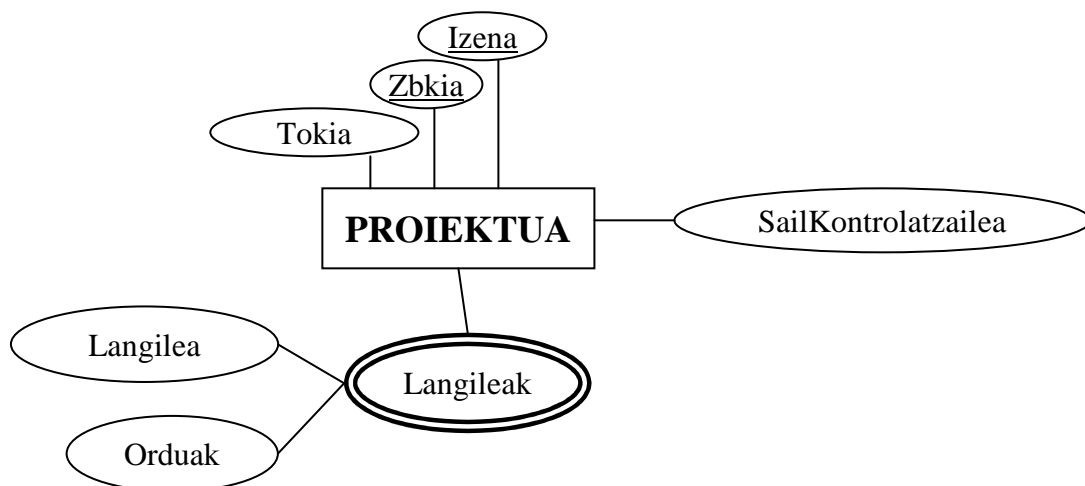 Izena
Zbkia
Tokia
PROIEKTUA
SailKontrolatzailea
Langilea
Langileak
Orduak